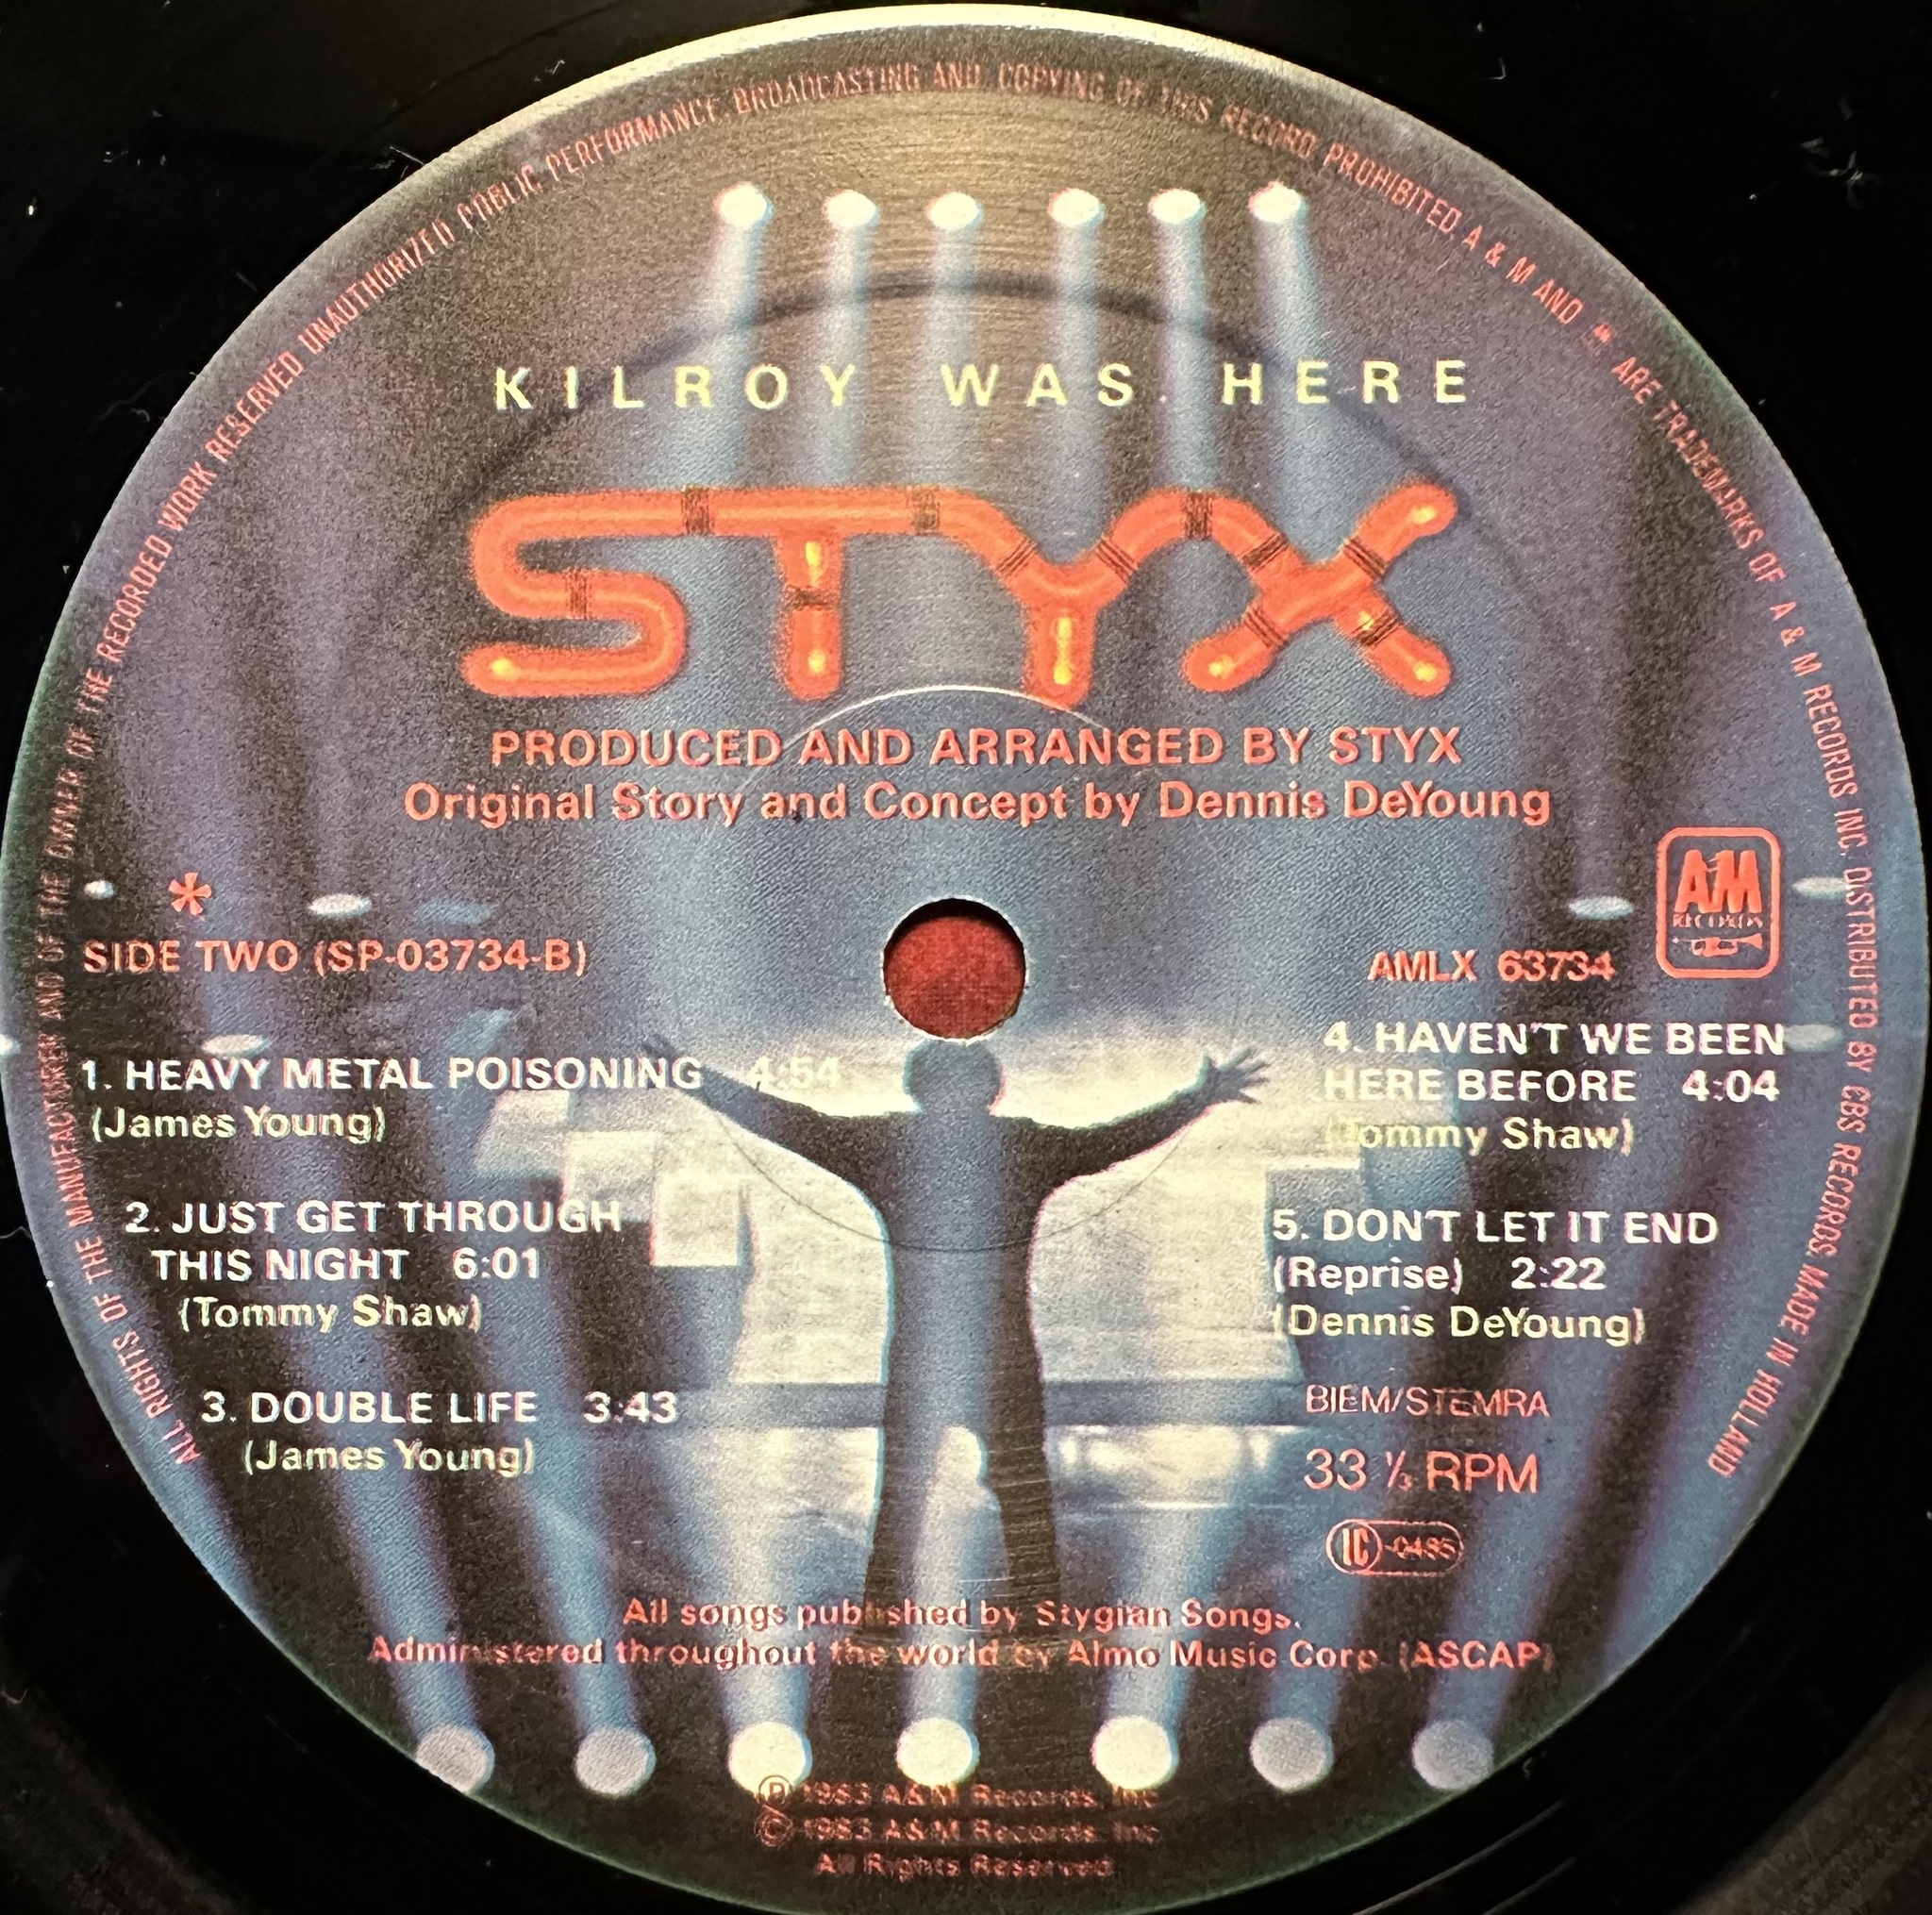 ALL RIGHTS OF THE MANUFACTURER AND OF THE OWNER OF THE RECORDED WORK RESERVED UNAUTHORIZED PUBLIC PERFORMANCE, BROADCASTING AND COPYING OF THIS RECORD PROHIBITED. A & M AND * ARE TRADEMARKS OF A & M RECORDS INC. DISTRIBUTED BY CBS RECORDS. MADE IN HOLLAND
KILROY WAS HERE
STYX
PRODUCED AND ARRANGED BY STYX
Original Story and Concept by Dennis DeYoung
*
SIDE TWO (SP-03734-B)
1. HEAVY METAL POISONING 4:54
(James Young)
2. JUST GET THROUGH
THIS NIGHT 6:01
(Tommy Shaw)
3. DOUBLE LIFE 3:43
(James Young)
A&M
RECORDS
AMLX 63734
4. HAVEN'T WE BEEN
HERE BEFORE 4:04
(Tommy Shaw)
5. DON'T LET IT END
(Reprise) 2:22
(Dennis DeYoung)
BIEM/STEMRA
33 ⅓ RPM
IC -0485
All songs published by Stygian Songs.
Administered throughout the world by Almo Music Corp. (ASCAP)
℗ 1983 A&M Records, Inc
© 1983 A&M Records, Inc
All Rights Reserved